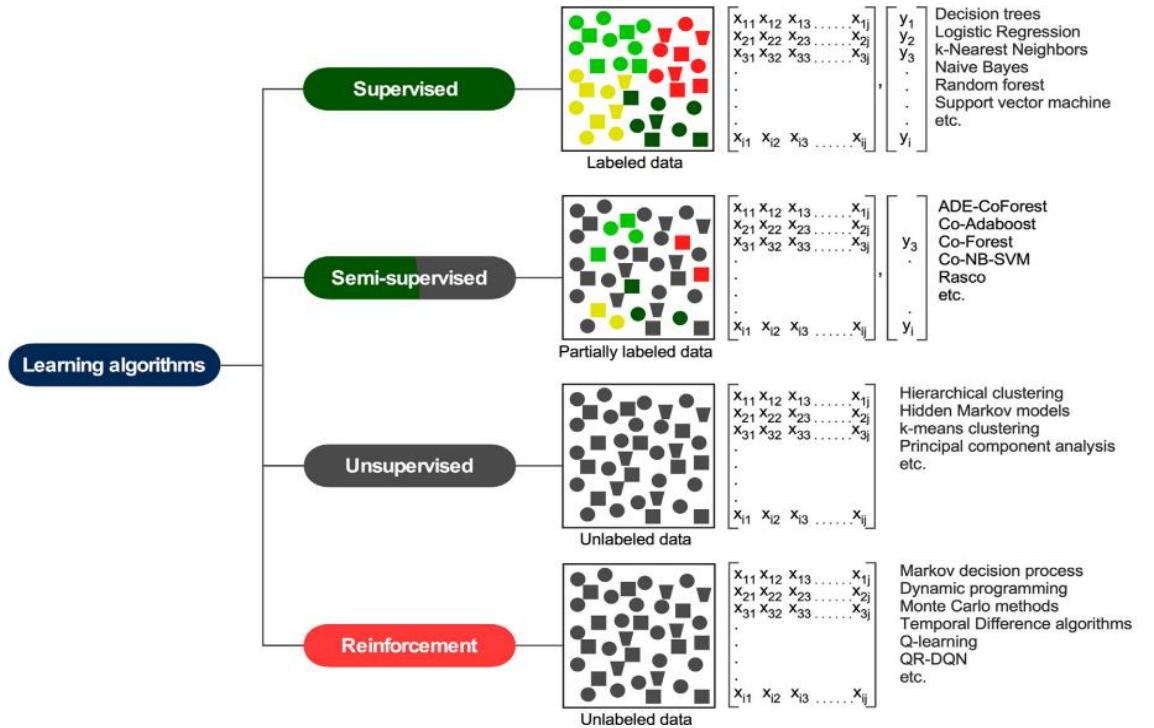 Learning algorithms
Supervised
Labeled data
x11 x12 x13 ...... x1j
x21 x22 x23 ...... x2j
x31 x32 x33 ...... x3j
.
.
.
.
xi1 xi2 xi3 ...... xij
,
y1
y2
y3
.
.
.
.
yi
Decision trees
Logistic Regression
k-Nearest Neighbors
Naive Bayes
Random forest
Support vector machine
etc.
Semi-supervised
Partially labeled data
x11 x12 x13 ...... x1j
x21 x22 x23 ...... x2j
x31 x32 x33 ...... x3j
.
.
.
.
xi1 xi2 xi3 ...... xij
,
y3
.
.
yi
ADE-CoForest
Co-Adaboost
Co-Forest
Co-NB-SVM
Rasco
etc.
Unsupervised
Unlabeled data
x11 x12 x13 ...... x1j
x21 x22 x23 ...... x2j
x31 x32 x33 ...... x3j
.
.
.
.
xi1 xi2 xi3 ...... xij
Hierarchical clustering
Hidden Markov models
k-means clustering
Principal component analysis
etc.
Reinforcement
Unlabeled data
x11 x12 x13 ...... x1j
x21 x22 x23 ...... x2j
x31 x32 x33 ...... x3j
.
.
.
.
xi1 xi2 xi3 ...... xij
Markov decision process
Dynamic programming
Monte Carlo methods
Temporal Difference algorithms
Q-learning
QR-DQN
etc.